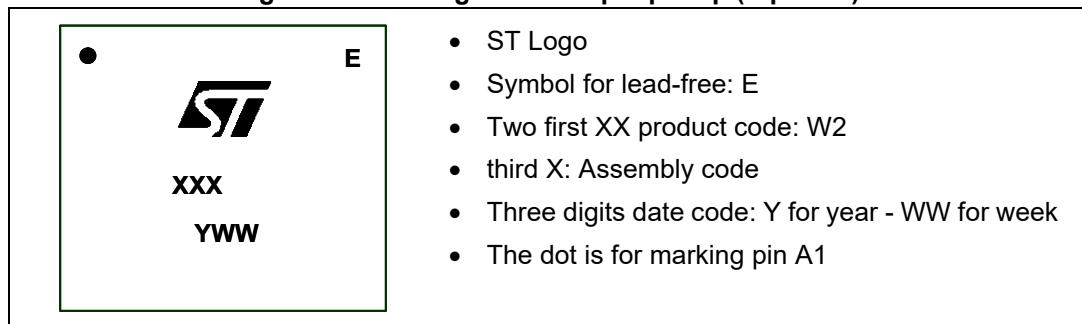 E
ST
XXX
YWW
• ST Logo
• Symbol for lead-free: E
• Two first XX product code: W2
• third X: Assembly code
• Three digits date code: Y for year - WW for week
• The dot is for marking pin A1